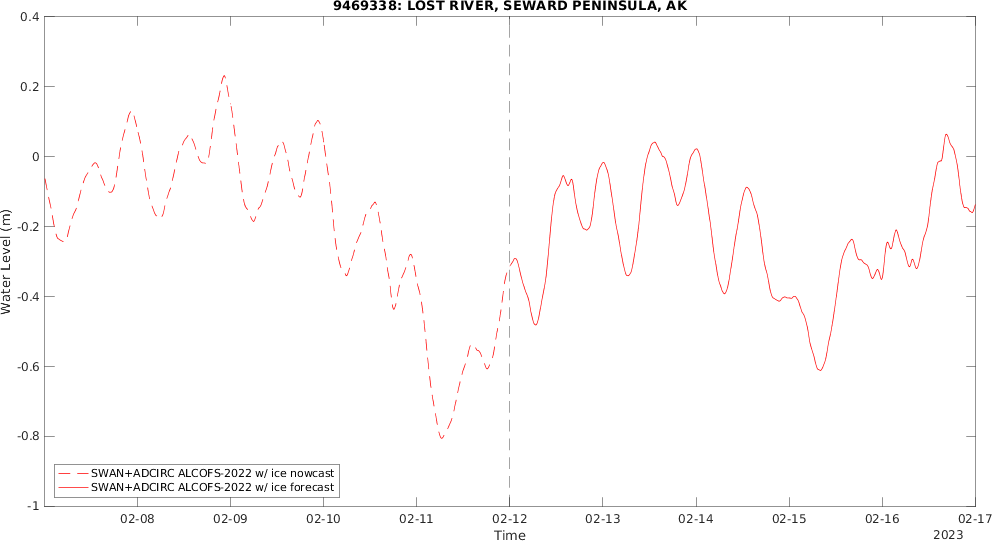 9469338: LOST RIVER, SEWARD PENINSULA, AK
0.4
0.2
0
-0.2
-0.4
-0.6
-0.8
-1
Water Level (m)
SWAN+ADCIRC ALCOFS-2022 w/ ice nowcast
SWAN+ADCIRC ALCOFS-2022 w/ ice forecast
02-08 02-09 02-10 02-11 02-12 02-13 02-14 02-15 02-16 02-17
Time
2023